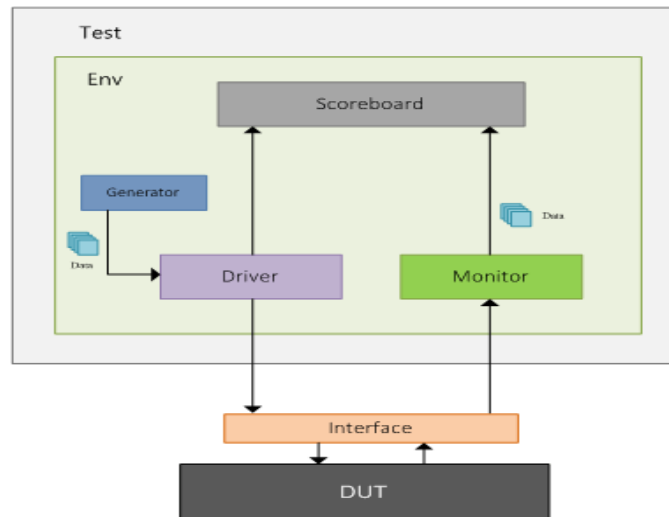 Test
Env
Scoreboard
Generator
Data
Data
Driver
Monitor
Interface
DUT